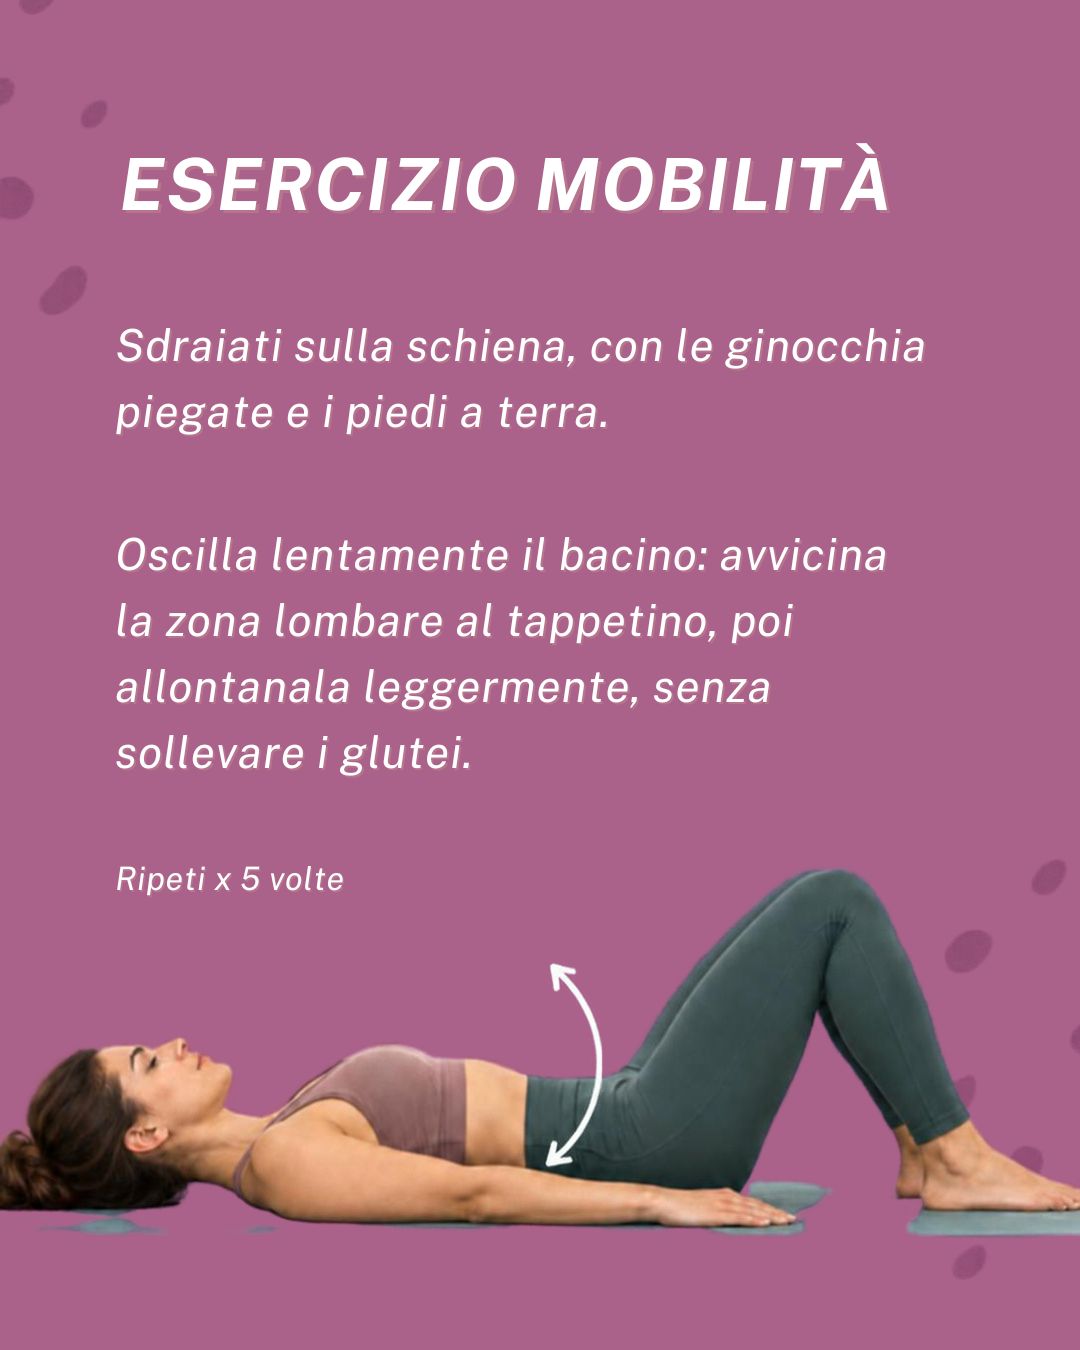 ESERCIZIO MOBILITÀ
Sdraiati sulla schiena, con le ginocchia
piegate e i piedi a terra.
Oscilla lentamente il bacino: avvicina
la zona lombare al tappetino, poi
allontanala leggermente, senza
sollevare i glutei.
Ripeti x 5 volte